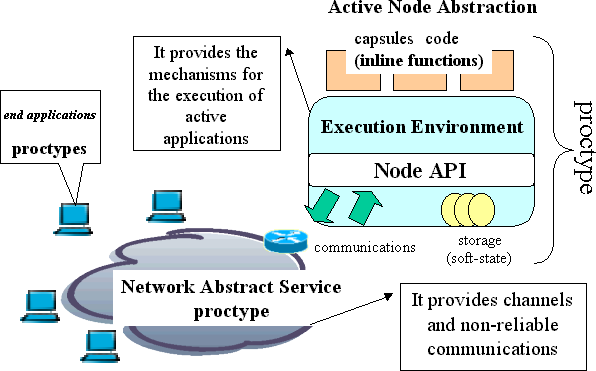 Active Node Abstraction
capsules code
(inline functions)
It provides the
mechanisms for
the execution of
active
applications
end applications
proctypes
Execution Environment
Node API
proctype
communications
storage
(soft-state)
Network Abstract Service
proctype
It provides channels
and non-reliable
communications